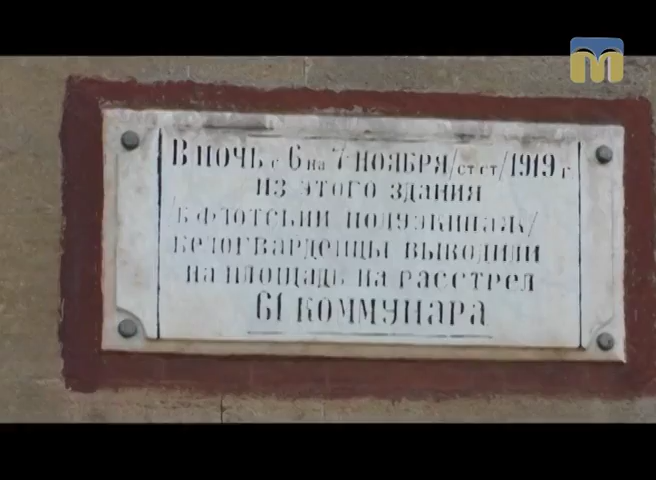 В НОЧЬ с 6 на 7 НОЯБРЯ /СТ СТ/ 1919 г.
ИЗ ЭТОГО ЗДАНИЯ
/Б ФЛОТСКИЙ ПОЛУЭКИПАЖ/
БЕЛОГВАРДЕЙЦЫ ВЫВОДИЛИ
НА ПЛОЩАДЬ НА РАССТРЕЛ
61 КОММУНАРА